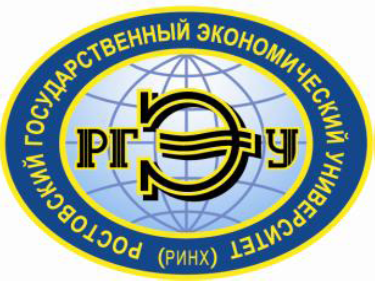 РОСТОВСКИЙ ГОСУДАРСТВЕННЫЙ ЭКОНОМИЧЕСКИЙ УНИВЕРСИТЕТ
РГЭУ
(РИНХ)